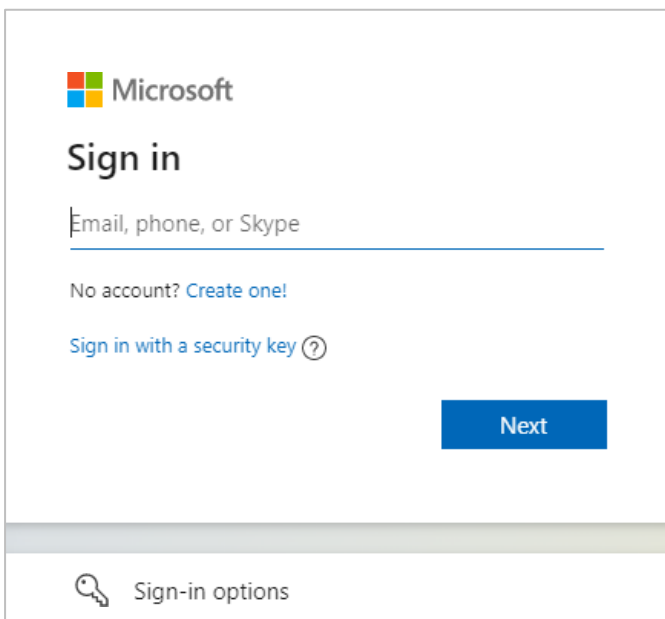 Microsoft
Sign in
Email, phone, or Skype
No account? Create one!
Sign in with a security key ?
Next
Sign-in options